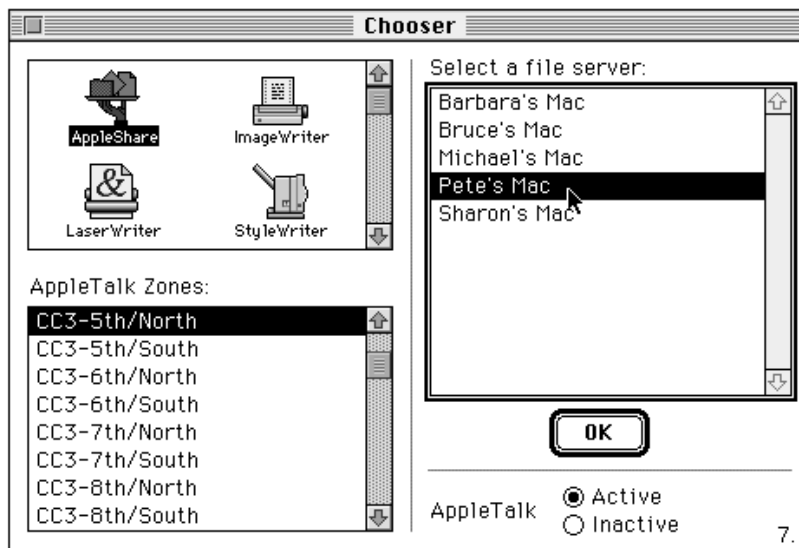 Chooser
AppleShare
ImageWriter
&
LaserWriter
StyleWriter
AppleTalk Zones:
CC3-5th/North
CC3-5th/South
CC3-6th/North
CC3-6th/South
CC3-7th/North
CC3-7th/South
CC3-8th/North
CC3-8th/South
Select a file server:
Barbara's Mac
Bruce's Mac
Michael's Mac
Pete's Mac
Sharon's Mac
OK
AppleTalk
Active
Inactive
7.